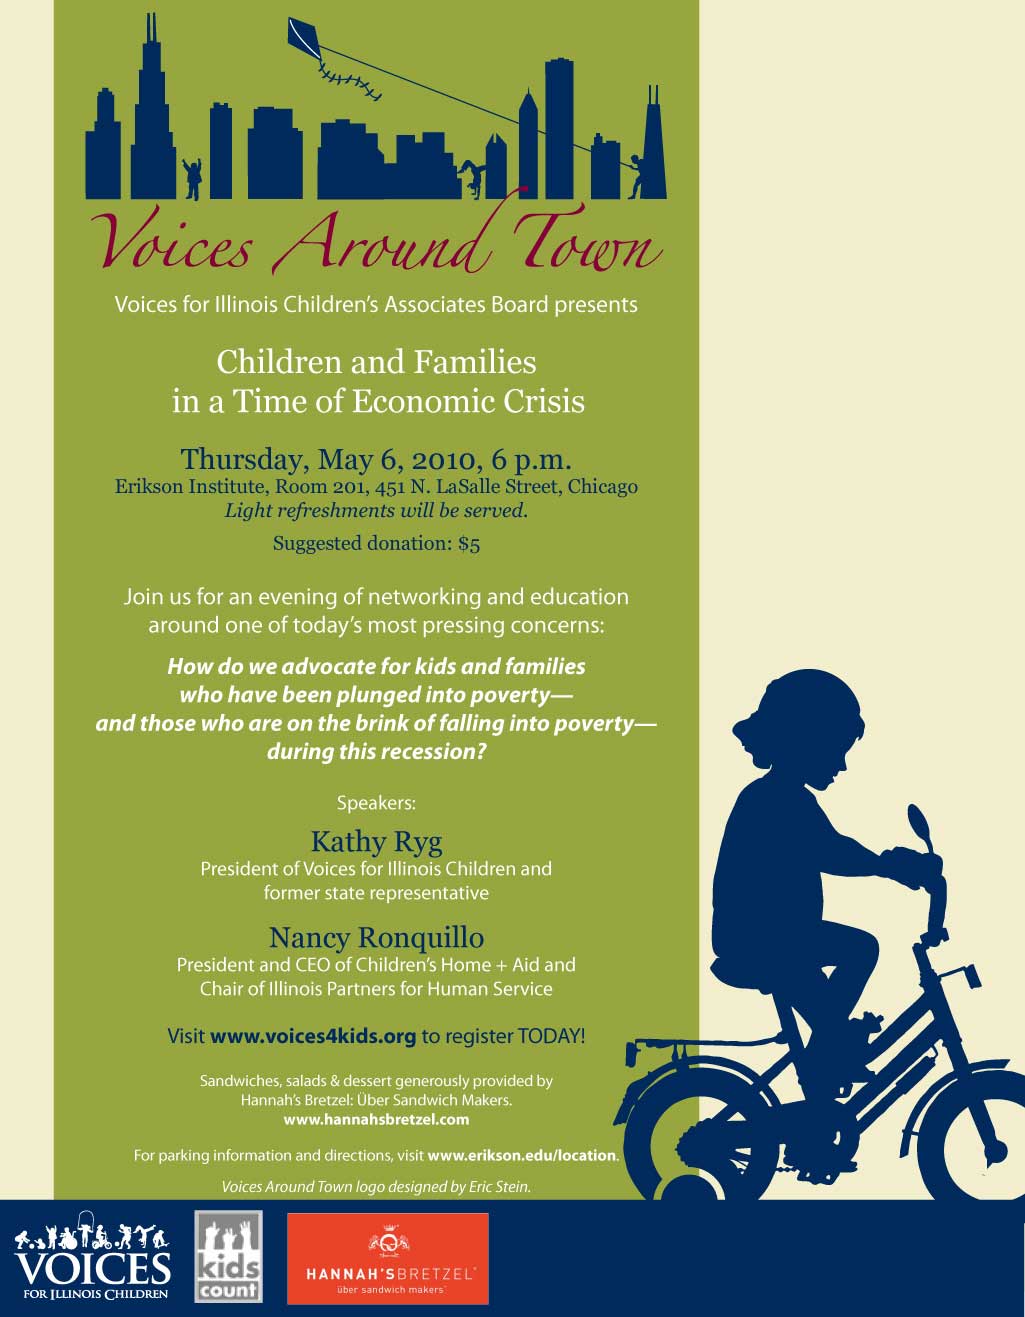 Voices Around Town
Voices for Illinois Children’s Associates Board presents
Children and Families
in a Time of Economic Crisis
Thursday, May 6, 2010, 6 p.m.
Erikson Institute, Room 201, 451 N. LaSalle Street, Chicago
Light refreshments will be served.
Suggested donation: $5
Join us for an evening of networking and education
around one of today’s most pressing concerns:
How do we advocate for kids and families
who have been plunged into poverty—
and those who are on the brink of falling into poverty—
during this recession?
Speakers:
Kathy Ryg
President of Voices for Illinois Children and
former state representative
Nancy Ronquillo
President and CEO of Children’s Home + Aid and
Chair of Illinois Partners for Human Service
Visit www.voices4kids.org to register TODAY!
Sandwiches, salads & dessert generously provided by
Hannah’s Bretzel: Über Sandwich Makers.
www.hannahsbretzel.com
For parking information and directions, visit www.erikson.edu/location.
Voices Around Town logo designed by Eric Stein.
VOICES
FOR ILLINOIS CHILDREN
kids
count
HANNAH'SBRETZEL
über sandwich makers